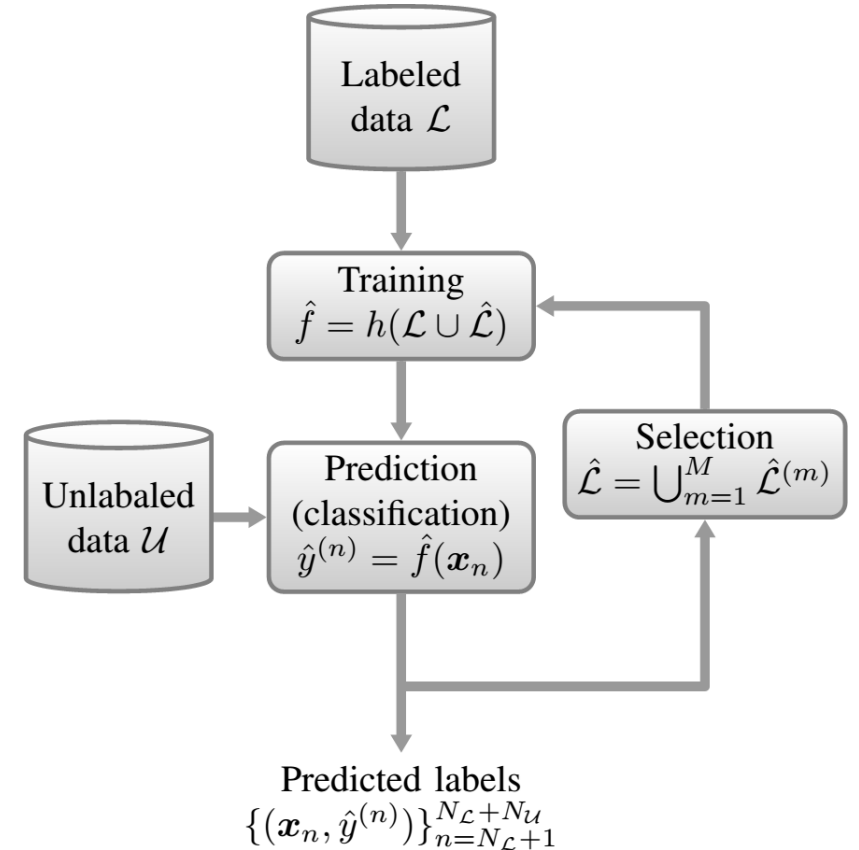 Labeled
data ℒ
Training
f̂ = h(ℒ ∪ ℒ̂)
Selection
ℒ̂ = ⋃_{m=1}^{M} ℒ̂^{(m)}
Unlabaled
data 𝒰
Prediction
(classification)
ŷ^{(n)} = f̂(𝒙_n)
Predicted labels
{(𝒙_n, ŷ^{(n)})}_{n=N_ℒ+1}^{N_ℒ+N_𝒰}